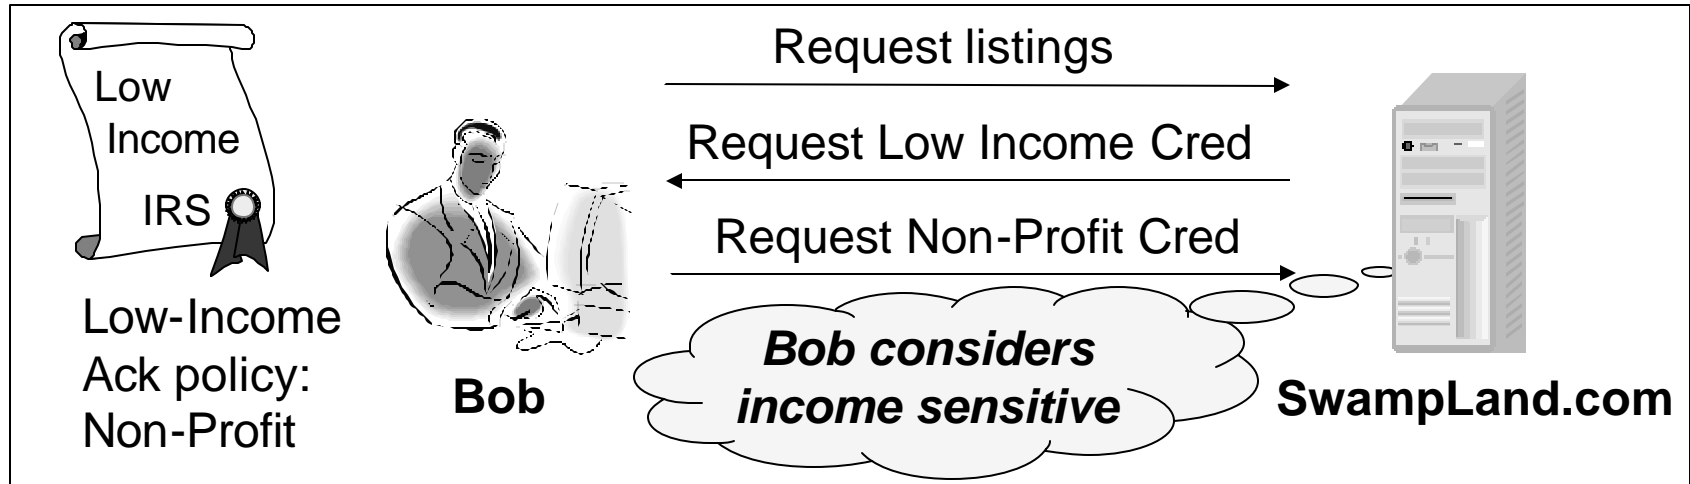 Low
Income
IRS
Low-Income
Ack policy:
Non-Profit
Bob
Request listings
Request Low Income Cred
Request Non-Profit Cred
Bob considers
income sensitive
SwampLand.com